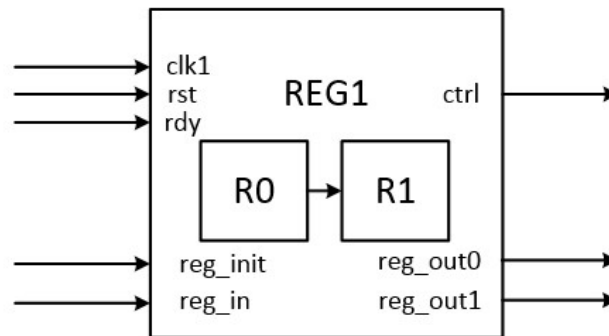 clk1
rst
REG1
ctrl
rdy
R0
R1
reg_init
reg_out0
reg_in
reg_out1